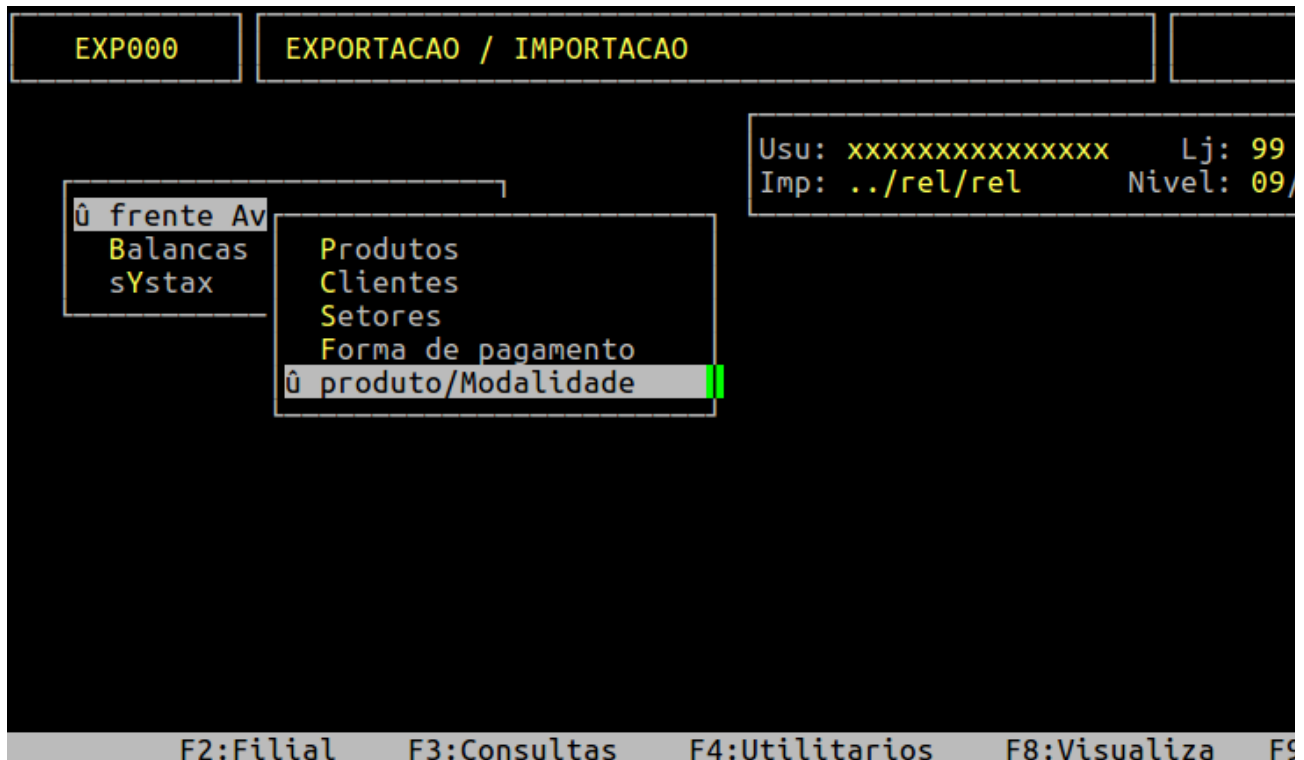 EXP000 EXPORTACAO / IMPORTACAO
Usu: xxxxxxxxxxxxxxx Lj: 99
Imp: ../rel/rel Nivel: 09/
û frente Av
Balancas
sYstax
Produtos
Clientes
Setores
Forma de pagamento
û produto/Modalidade
F2:Filial F3:Consultas F4:Utilitarios F8:Visualiza F9